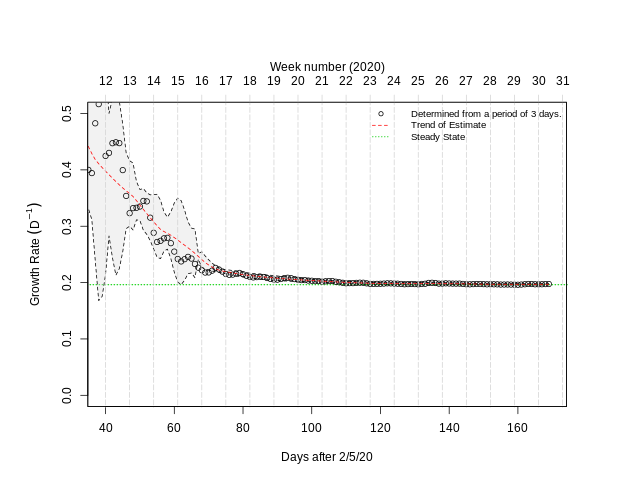 Week number (2020)
12 13 14 15 16 17 18 19 20 21 22 23 24 25 26 27 28 29 30 31
Determined from a period of 3 days.
Trend of Estimate
Steady State
0.5
0.4
0.3
0.2
0.1
0.0
Growth Rate (D⁻¹)
40 60 80 100 120 140 160
Days after 2/5/20